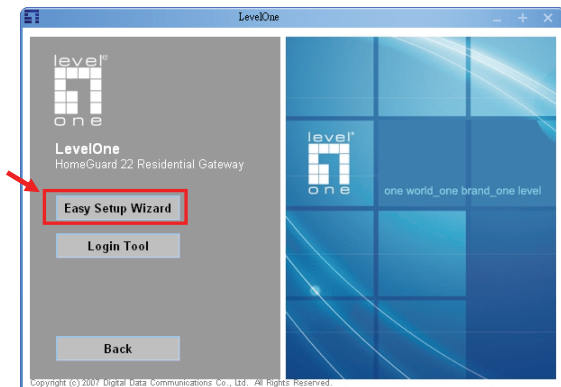 LevelOne
level®
one
LevelOne
HomeGuard 22 Residential Gateway
Easy Setup Wizard
Login Tool
Back
level®
one
one world_one brand_one level
Copyright (c) 2007 Digital Data Communications Co., Ltd. All Rights Reserved.